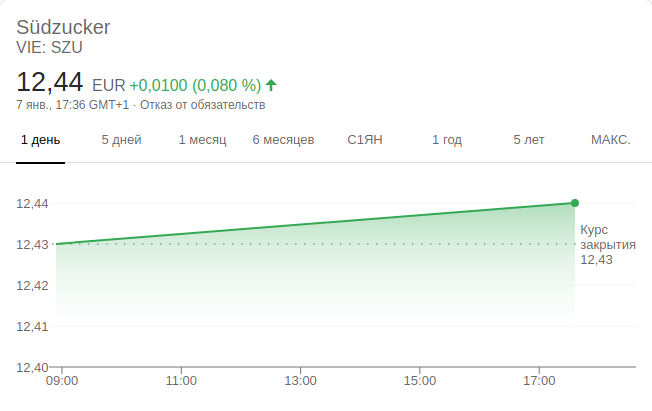 Südzucker
VIE: SZU
12,44 EUR +0,0100 (0,080 %)
7 янв., 17:36 GMT+1 · Отказ от обязательств
1 день 5 дней 1 месяц 6 месяцев С1ЯН 1 год 5 лет МАКС.
12,44
Курс
12,43 закрытия
12,43
12,42
12,41
12,40
09:00 11:00 13:00 15:00 17:00